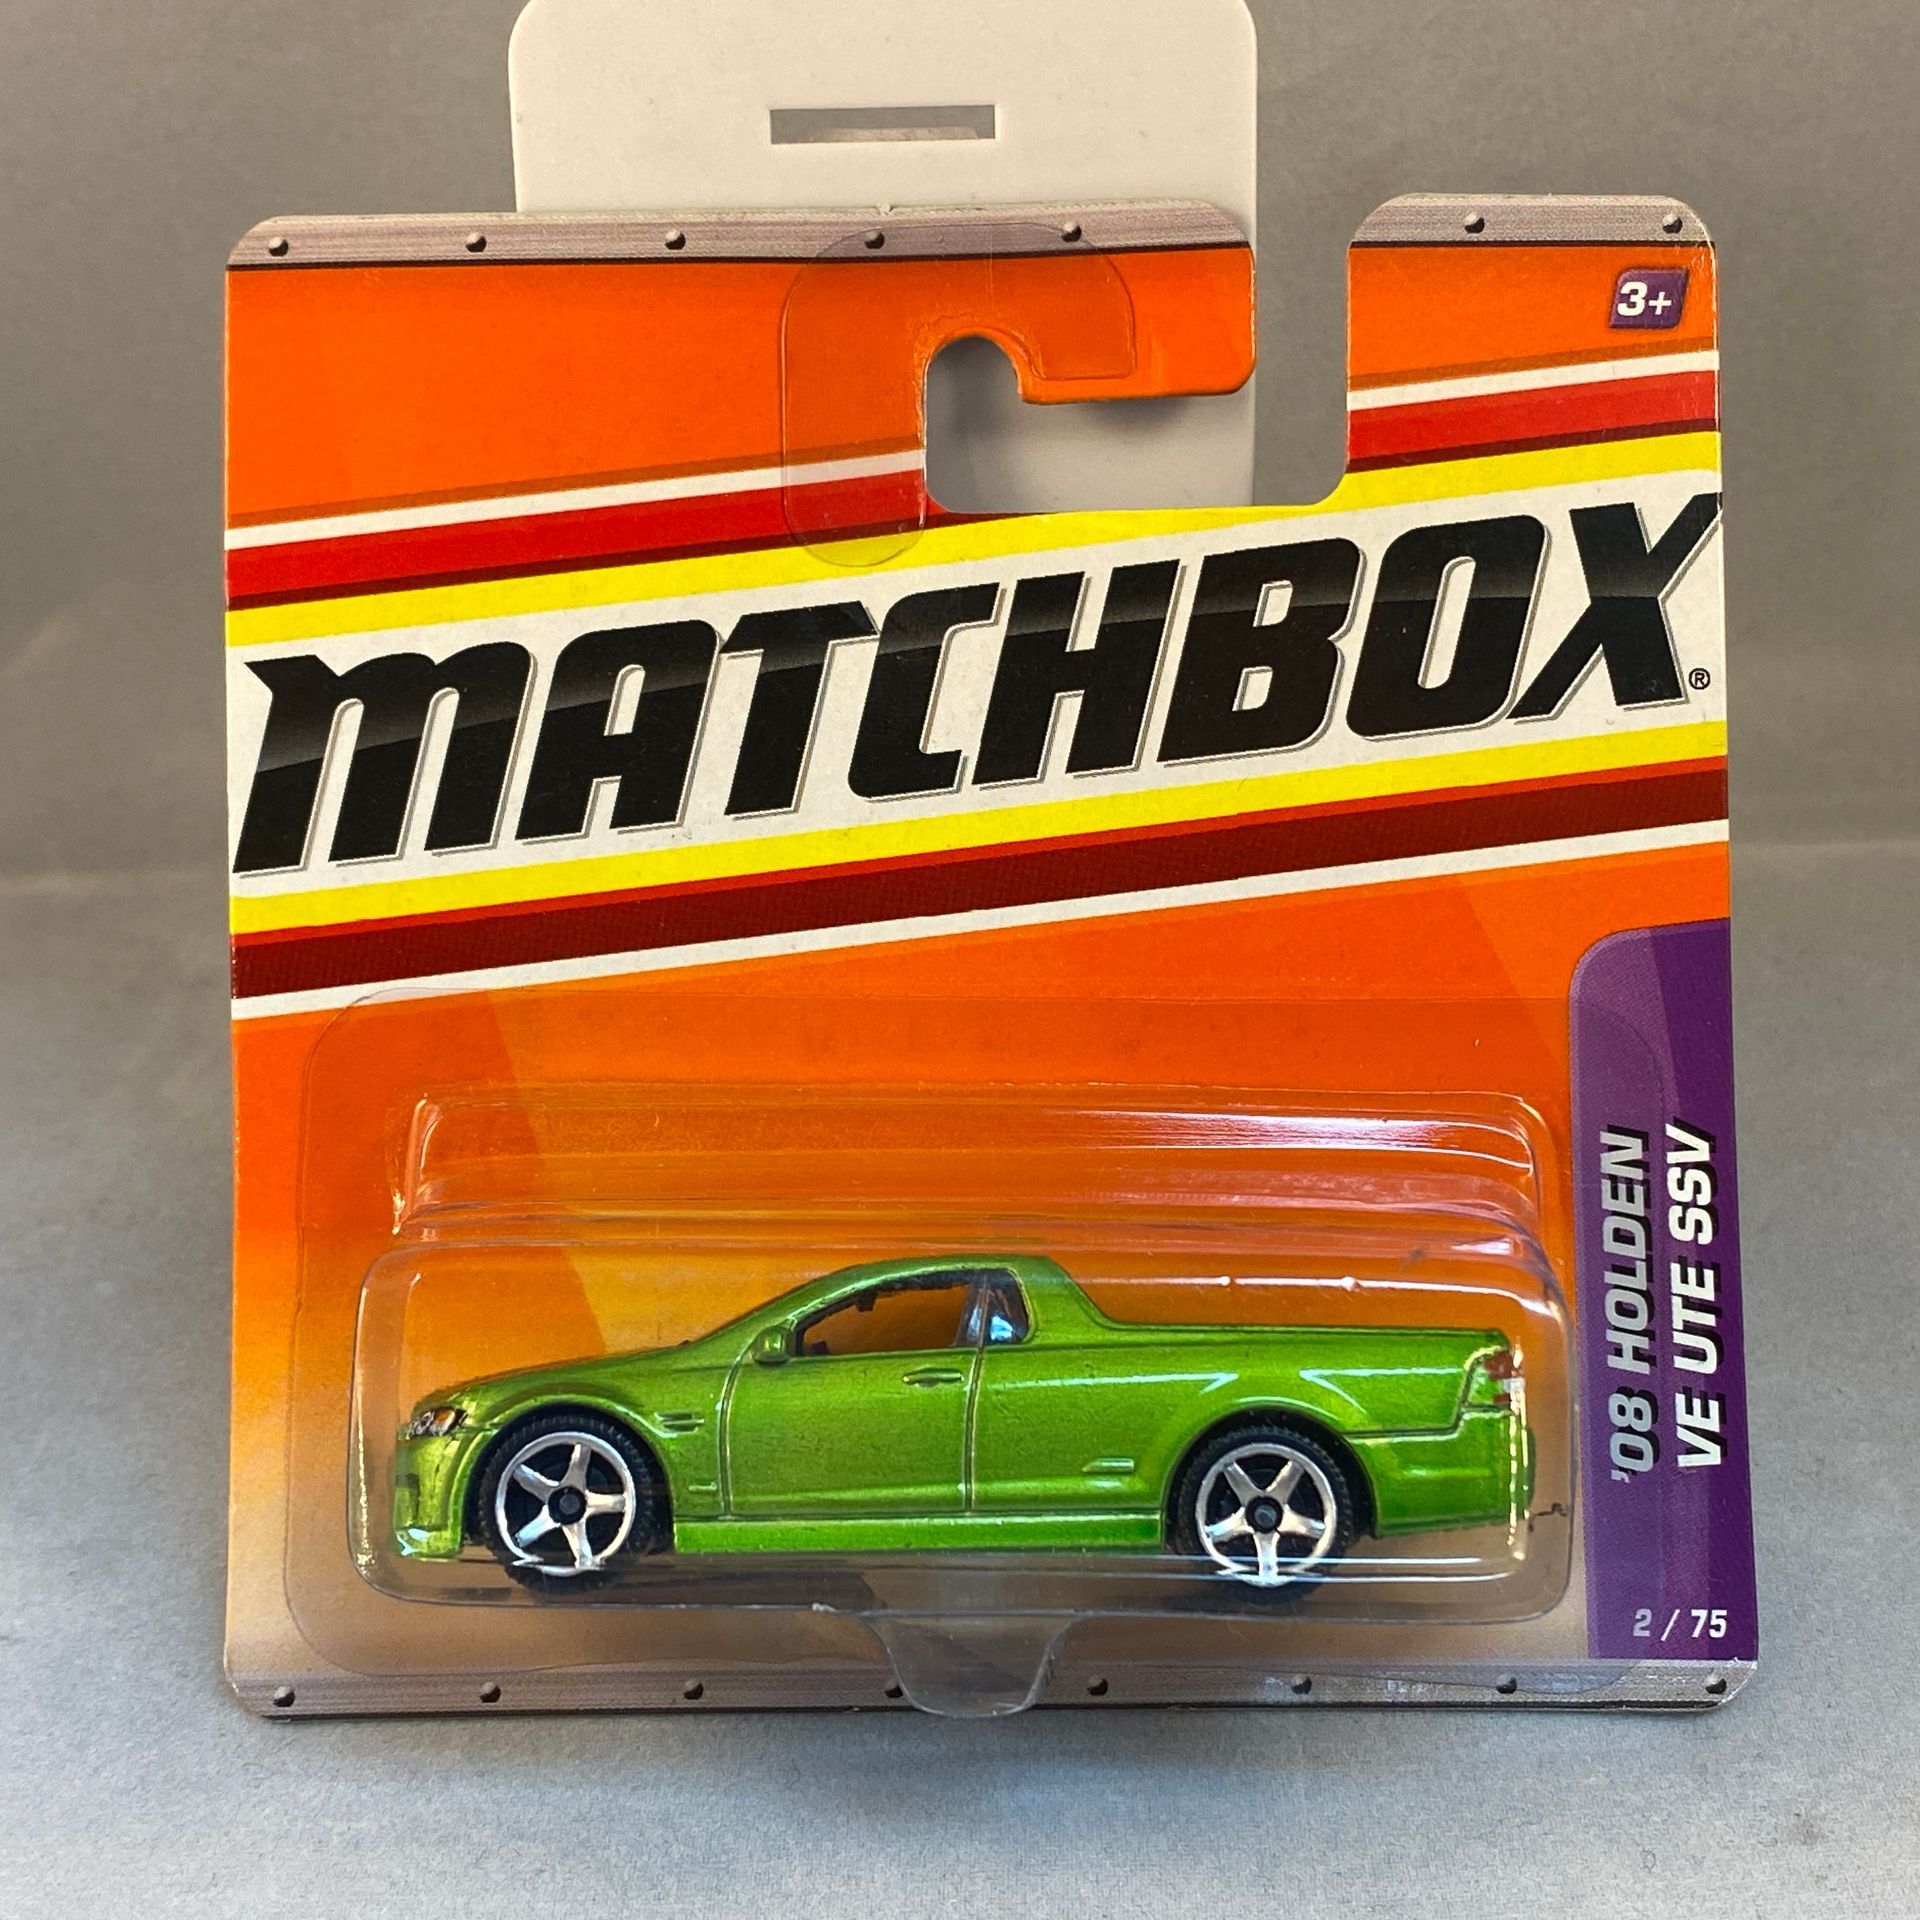 3+
MATCHBOX®
'08 HOLDEN
VE UTE SSV
2 / 75